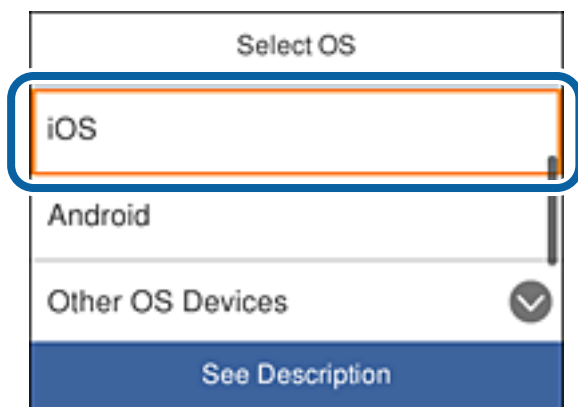 Select OS
iOS
Android
Other OS Devices
See Description